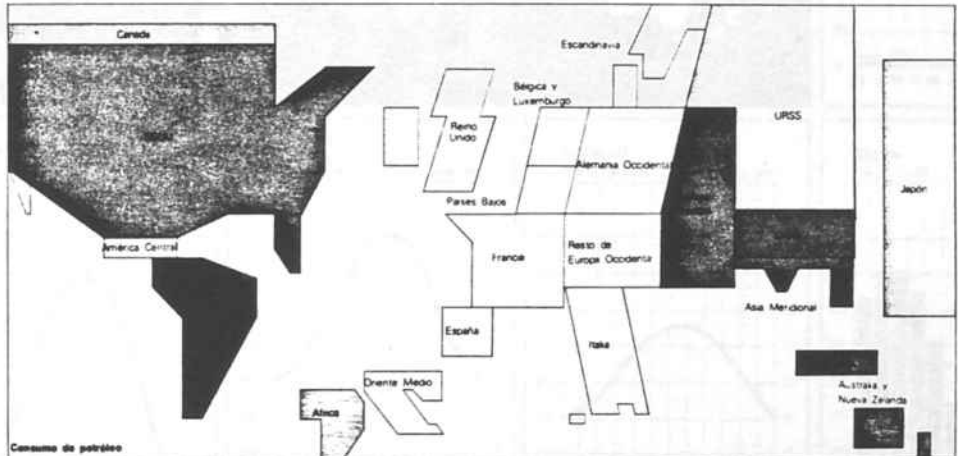 Canada
Escandinavia
Bélgica y
Luxemburgo
Reino
Unido
URSS
Alemania Occidental
Japón
Países Bajos
América Central
Francia
Resto de
Europa Occidental
Asia Meridional
España
Italia
Oriente Medio
Africa
Australia y
Nueva Zelanda
Consumo de petróleo